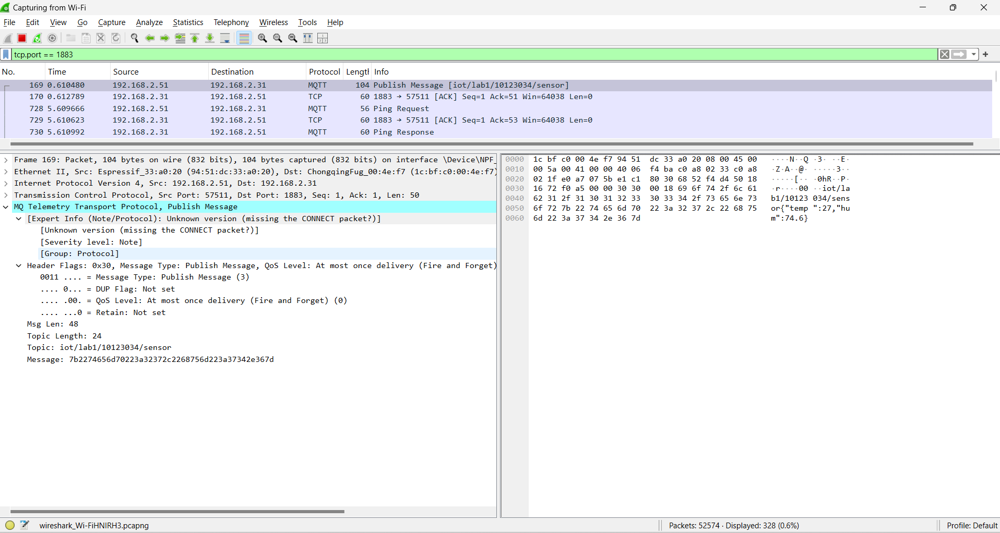 Capturing from Wi-Fi
File Edit View Go Capture Analyze Statistics Telephony Wireless Tools Help
tcp.port == 1883
No. Time Source Destination Protocol Length Info
169 0.610480 192.168.2.51 192.168.2.31 MQTT 104 Publish Message [iot/lab1/10123034/sensor]
170 0.612789 192.168.2.31 192.168.2.51 TCP 60 1883 → 57511 [ACK] Seq=1 Ack=51 Win=64038 Len=0
728 5.609666 192.168.2.51 192.168.2.31 MQTT 56 Ping Request
729 5.610623 192.168.2.31 192.168.2.51 TCP 60 1883 → 57511 [ACK] Seq=1 Ack=53 Win=64038 Len=0
730 5.610992 192.168.2.31 192.168.2.51 MQTT 60 Ping Response
Frame 169: Packet, 104 bytes on wire (832 bits), 104 bytes captured (832 bits) on interface \Device\NPF_
Ethernet II, Src: Espressif_33:a0:20 (94:51:dc:33:a0:20), Dst: ChongqingFug_00:4e:f7 (1c:bf:c0:00:4e:f7)
Internet Protocol Version 4, Src: 192.168.2.51, Dst: 192.168.2.31
Transmission Control Protocol, Src Port: 57511, Dst Port: 1883, Seq: 1, Ack: 1, Len: 50
MQ Telemetry Transport Protocol, Publish Message
[Expert Info (Note/Protocol): Unknown version (missing the CONNECT packet?)]
[Unknown version (missing the CONNECT packet?)]
[Severity level: Note]
[Group: Protocol]
Header Flags: 0x30, Message Type: Publish Message, QoS Level: At most once delivery (Fire and Forget)
0011 .... = Message Type: Publish Message (3)
.... 0... = DUP Flag: Not set
.... .00. = QoS Level: At most once delivery (Fire and Forget) (0)
.... ...0 = Retain: Not set
Msg Len: 48
Topic Length: 24
Topic: iot/lab1/10123034/sensor
Message: 7b2274656d70223a32372c2268756d223a37342e367d
0000 1c bf c0 00 4e f7 94 51 dc 33 a0 20 08 00 45 00 ····N··Q ·3· ··E·
0010 00 5a 00 41 00 00 40 06 f4 ba c0 a8 02 33 c0 a8 ·Z·A··@· ·····3··
0020 02 1f e0 a7 07 5b e1 c1 80 30 68 52 f4 d4 50 18 ·····[·· ·0hR··P·
0030 16 72 f0 a5 00 00 30 30 00 18 69 6f 74 2f 6c 61 ·r····00 ··iot/la
0040 62 31 2f 31 30 31 32 33 30 33 34 2f 73 65 6e 73 b1/10123 034/sens
0050 6f 72 7b 22 74 65 6d 70 22 3a 32 37 2c 22 68 75 or{"temp ":27,"hu
0060 6d 22 3a 37 34 2e 36 7d m":74.6}
wireshark_Wi-FiHNIRH3.pcapng Packets: 52574 · Displayed: 328 (0.6%) Profile: Default